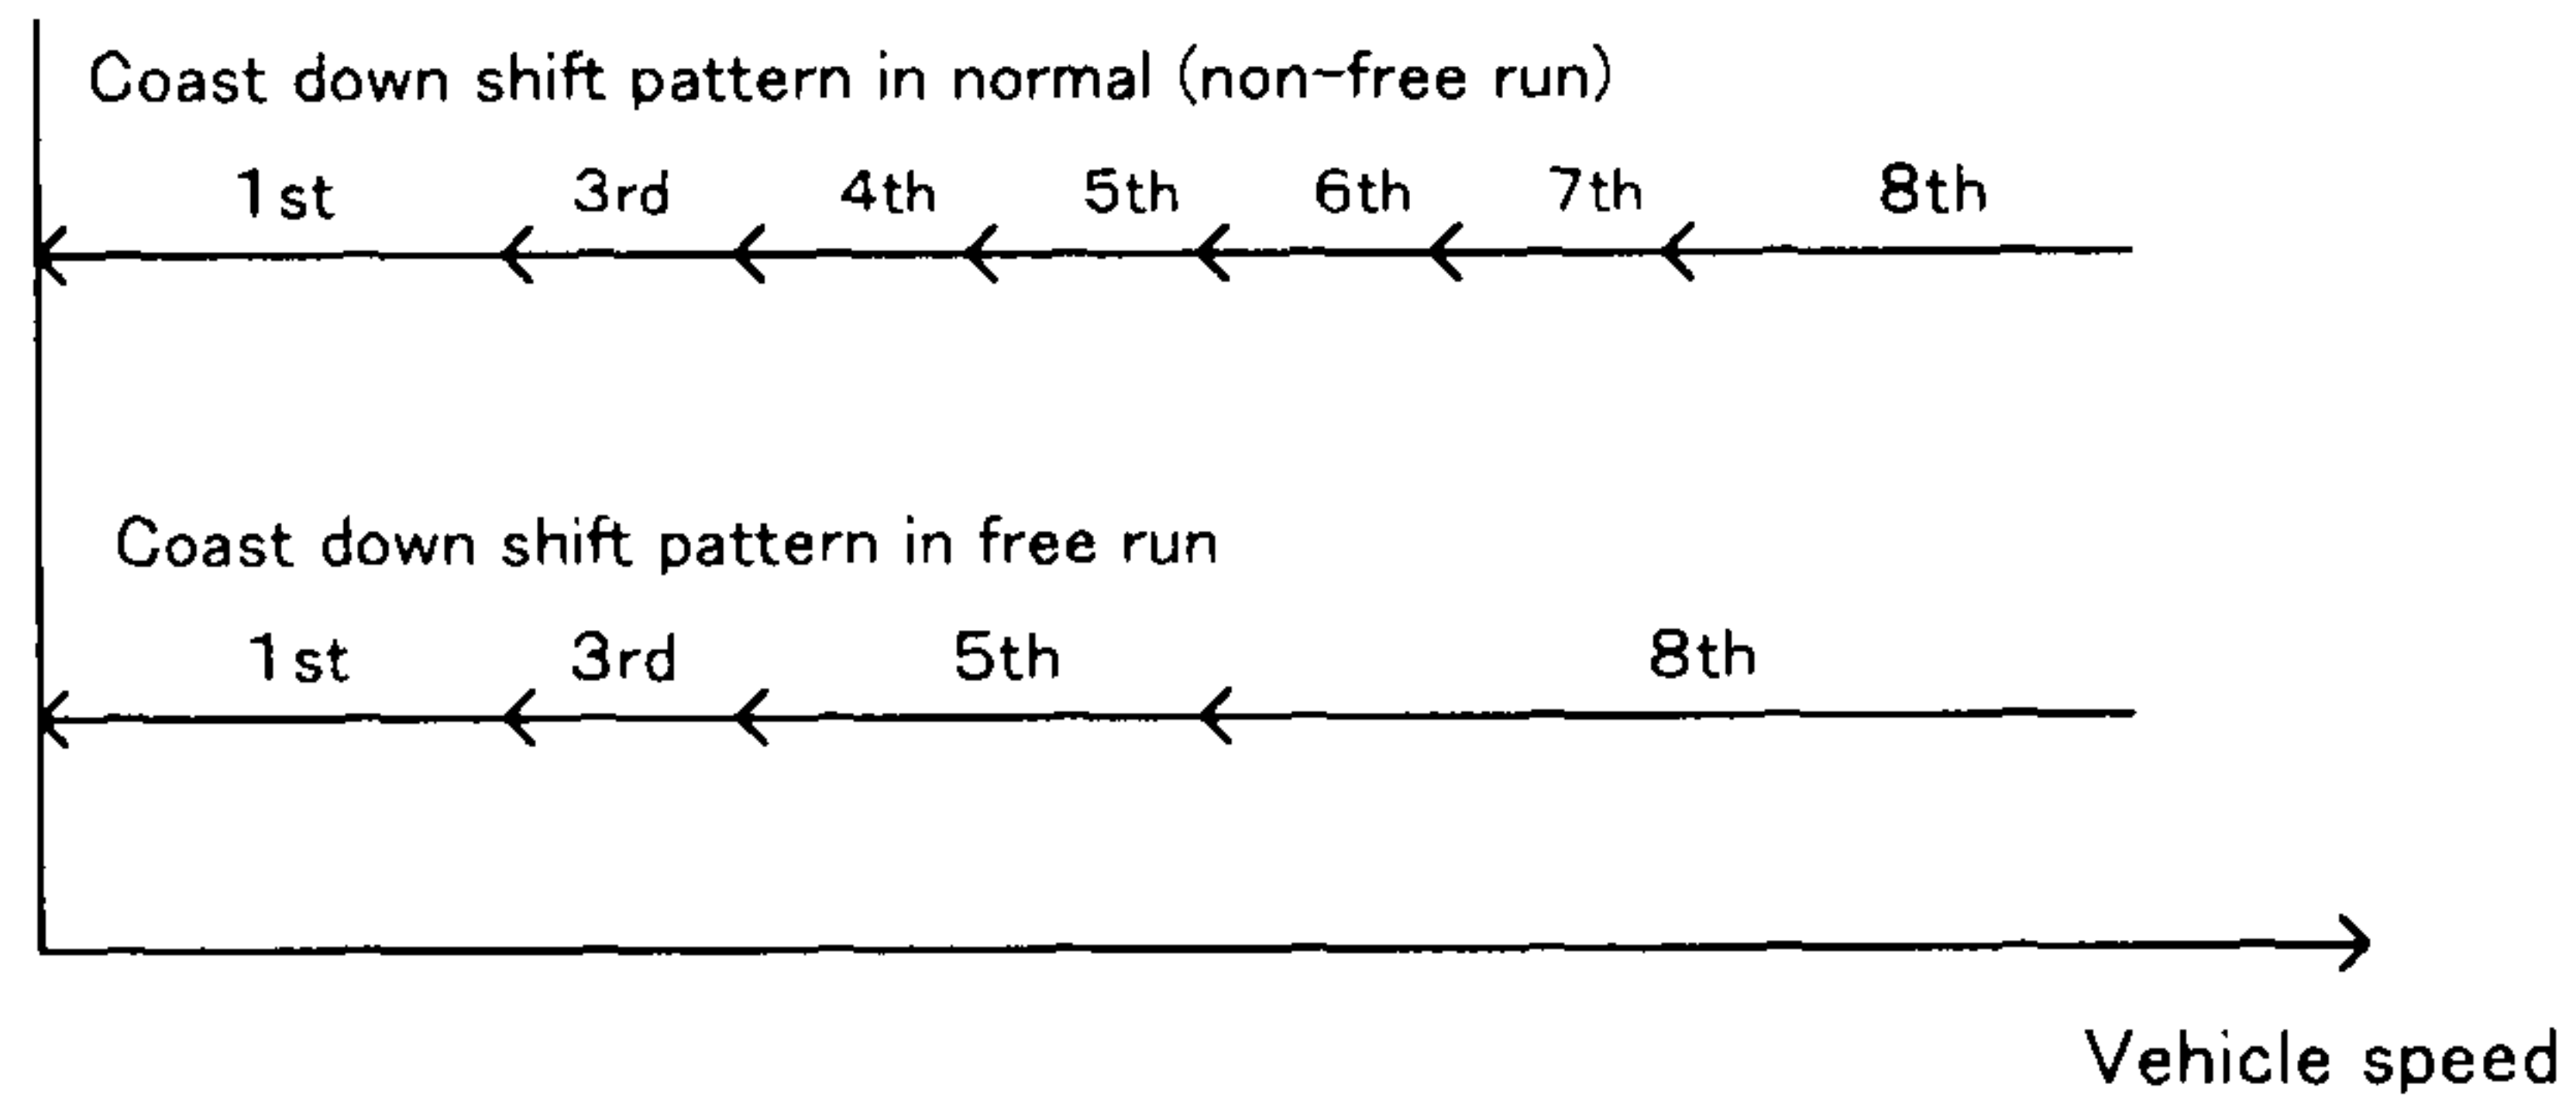 Coast down shift pattern in normal (non-free run)
1st 3rd 4th 5th 6th 7th 8th
Coast down shift pattern in free run
1st 3rd 5th 8th
Vehicle speed